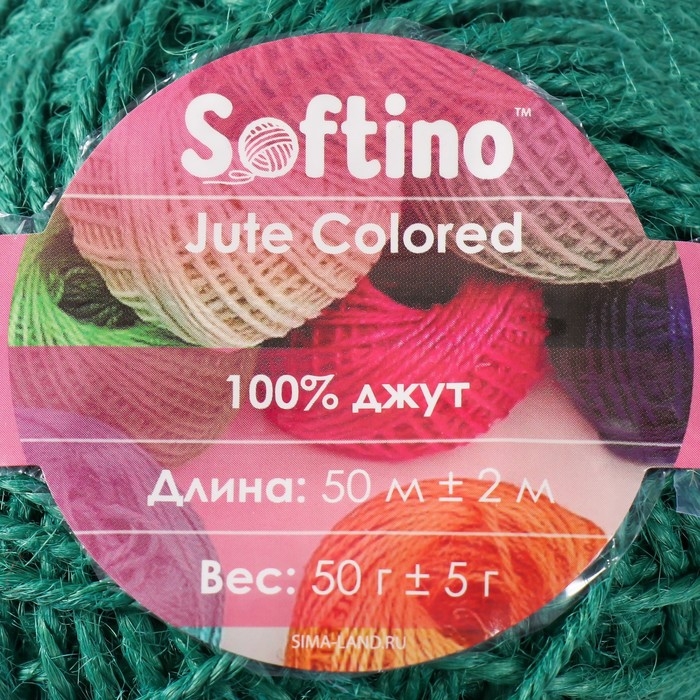 Softino™
Jute Colored
100% джут
Длина: 50 м ± 2 м
Вес: 50 г ± 5 г
SIMA-LAND.RU